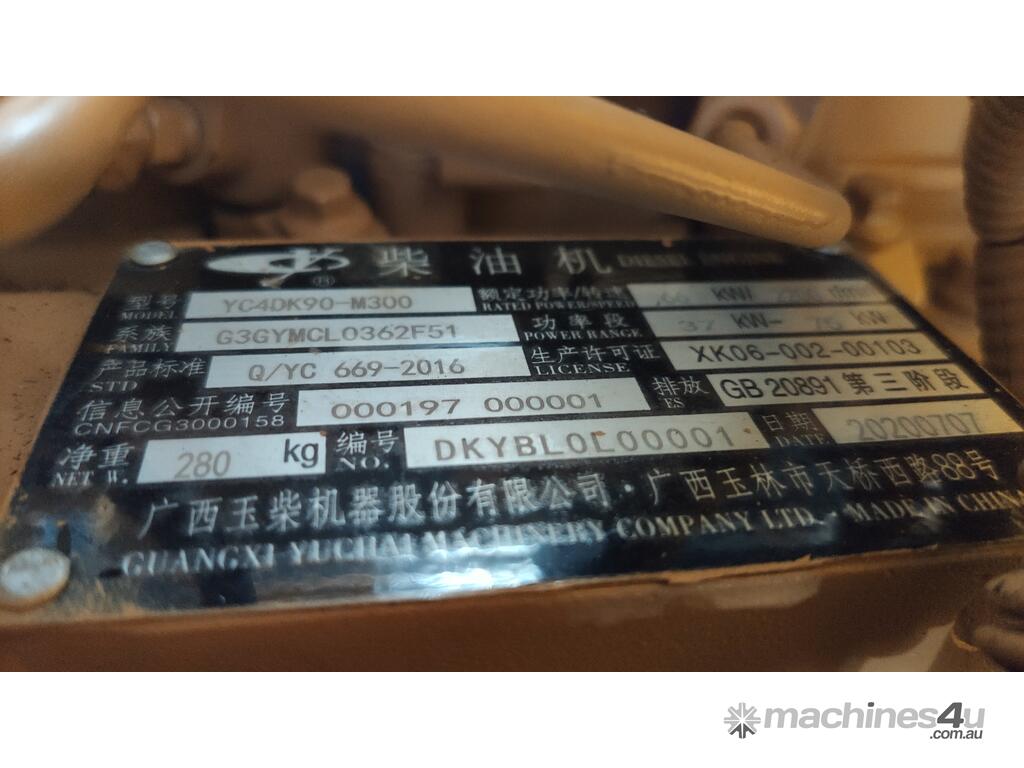 ® 柴油机 DIESEL ENGINE
型号 MODEL YC4DK90-M300 额定功率/转速 RATED POWER/SPEED kW/ r/min
系族 FAMILY G3GYMCL0362F51 功率段 POWER RANGE 37 kW- kW
产品标准 STD Q/YC 669-2016 生产许可证 LICENSE XK06-002-00103
信息公开编号 CNFCG3000158 000197 000001 排放 ES GB 20891 第三阶段
净重 NET W. 280 kg 编号 NO. DKYBL0L00001 日期 DATE 20200707
广西玉柴机器股份有限公司·广西玉林市天桥西路88号
GUANGXI YUCHAI MACHINERY COMPANY LTD. MADE IN CHINA
machines4u
.com.au